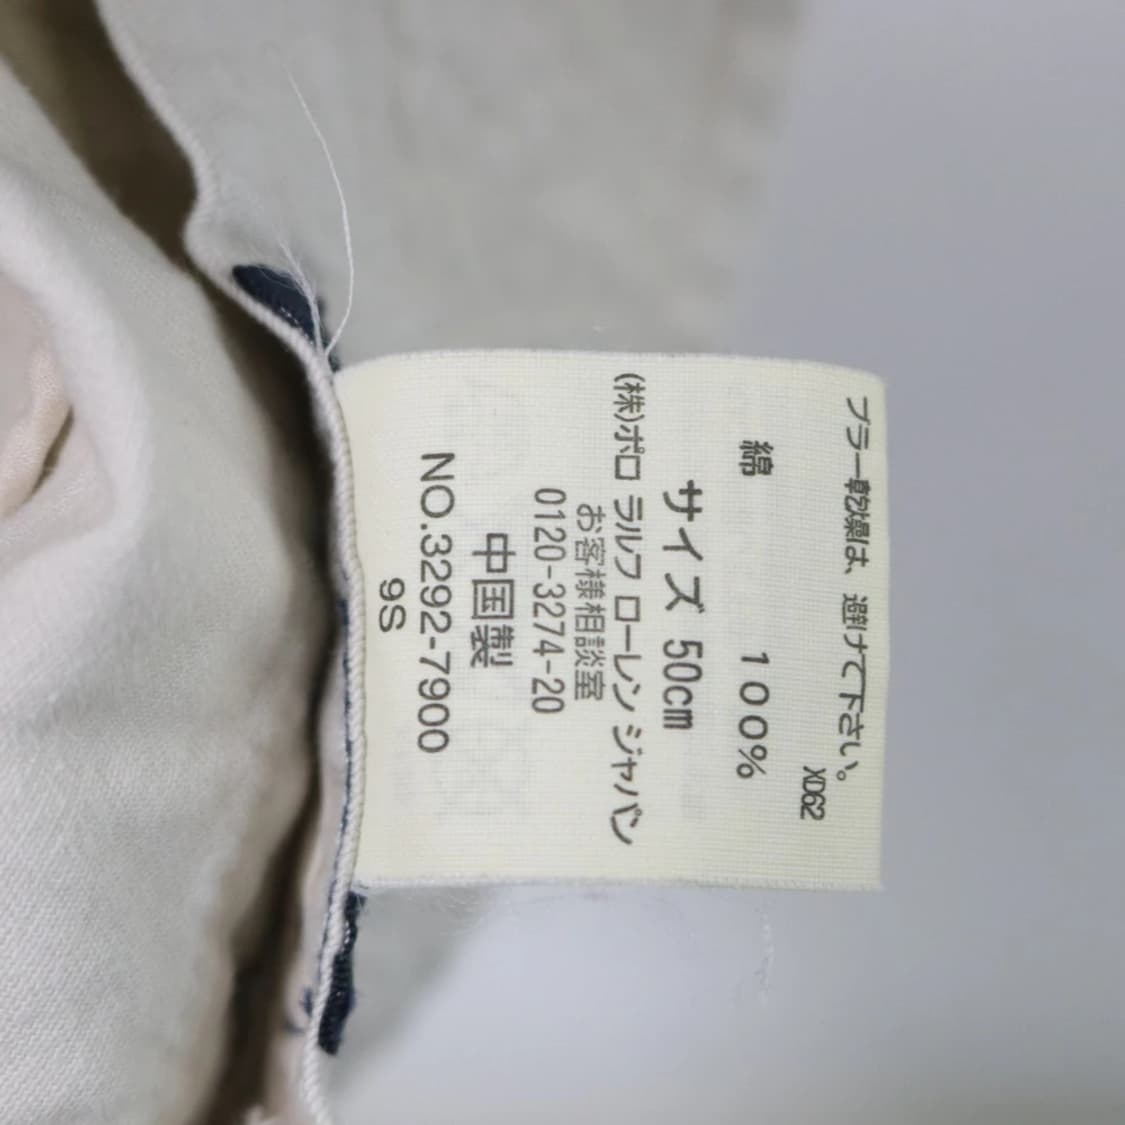 タンブラー乾燥は、避けて下さい。
XD62
綿 100%
サイズ 50cm
(株)ポロ ラルフ ローレン ジャパン
お客様相談室
0120-3274-20
中国製
NO.3292-7900
9S